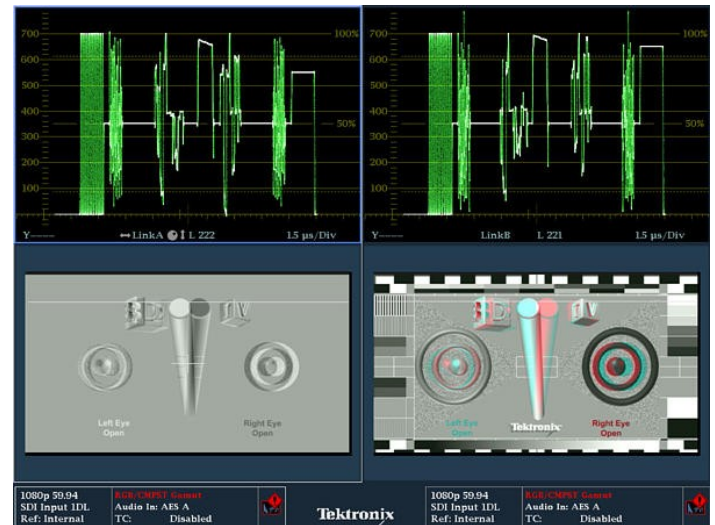 700
600
500
400
300
200
100
100%
50%
Y----
LinkA
L 222
1.5 µs/Div
700
600
500
400
300
200
100
100%
50%
Y----
LinkB
L 221
1.5 µs/Div
3D TV
Left Eye
Open
Right Eye
Open
3D TV
Left Eye
Open
Right Eye
Open
Tektronix
1080p 59.94
SDI Input 1DL
Ref: Internal
RGB/CMPST Gamut
Audio In: AES A
TC: Disabled
Tektronix
1080p 59.94
SDI Input 1DL
Ref: Internal
RGB/CMPST Gamut
Audio In: AES A
TC: Disabled